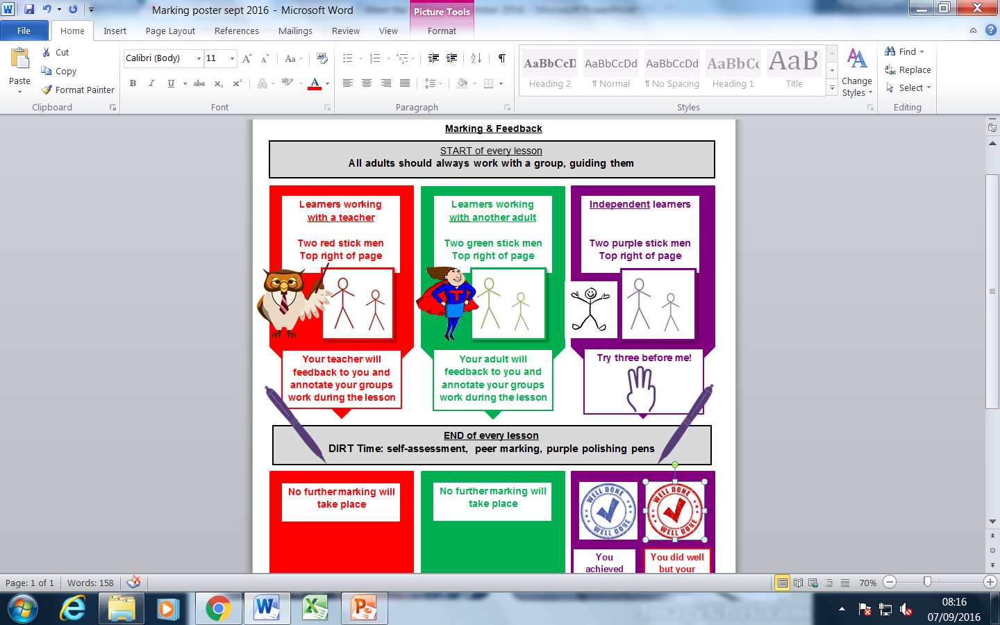 Marking poster sept 2016 - Microsoft Word
Picture Tools
File Home Insert Page Layout References Mailings Review View Format
Paste
Cut
Copy
Format Painter
Clipboard
Calibri (Body) 11
B I U abc x₂ x² A
Font
Paragraph
AaBbCcD AaBbCcDd AaBbCcDd AaBbCc AaB
Heading 2 ¶ Normal ¶ No Spacing Heading 1 Title
Styles
Change
Styles
Find
Replace
Select
Editing
Marking & Feedback
START of every lesson
All adults should always work with a group, guiding them
Learners working
with a teacher
Two red stick men
Top right of page
Learners working
with another adult
Two green stick men
Top right of page
Independent learners
Two purple stick men
Top right of page
T
Your teacher will
feedback to you and
annotate your groups
work during the lesson
Your adult will
feedback to you and
annotate your groups
work during the lesson
Try three before me!
END of every lesson
DIRT Time: self-assessment, peer marking, purple polishing pens
No further marking will
take place
No further marking will
take place
WELL DONE
WELL DONE
WELL DONE
WELL DONE
You
achieved
You did well
but your
Page: 1 of 1 Words: 158 70%
08:16
07/09/2016